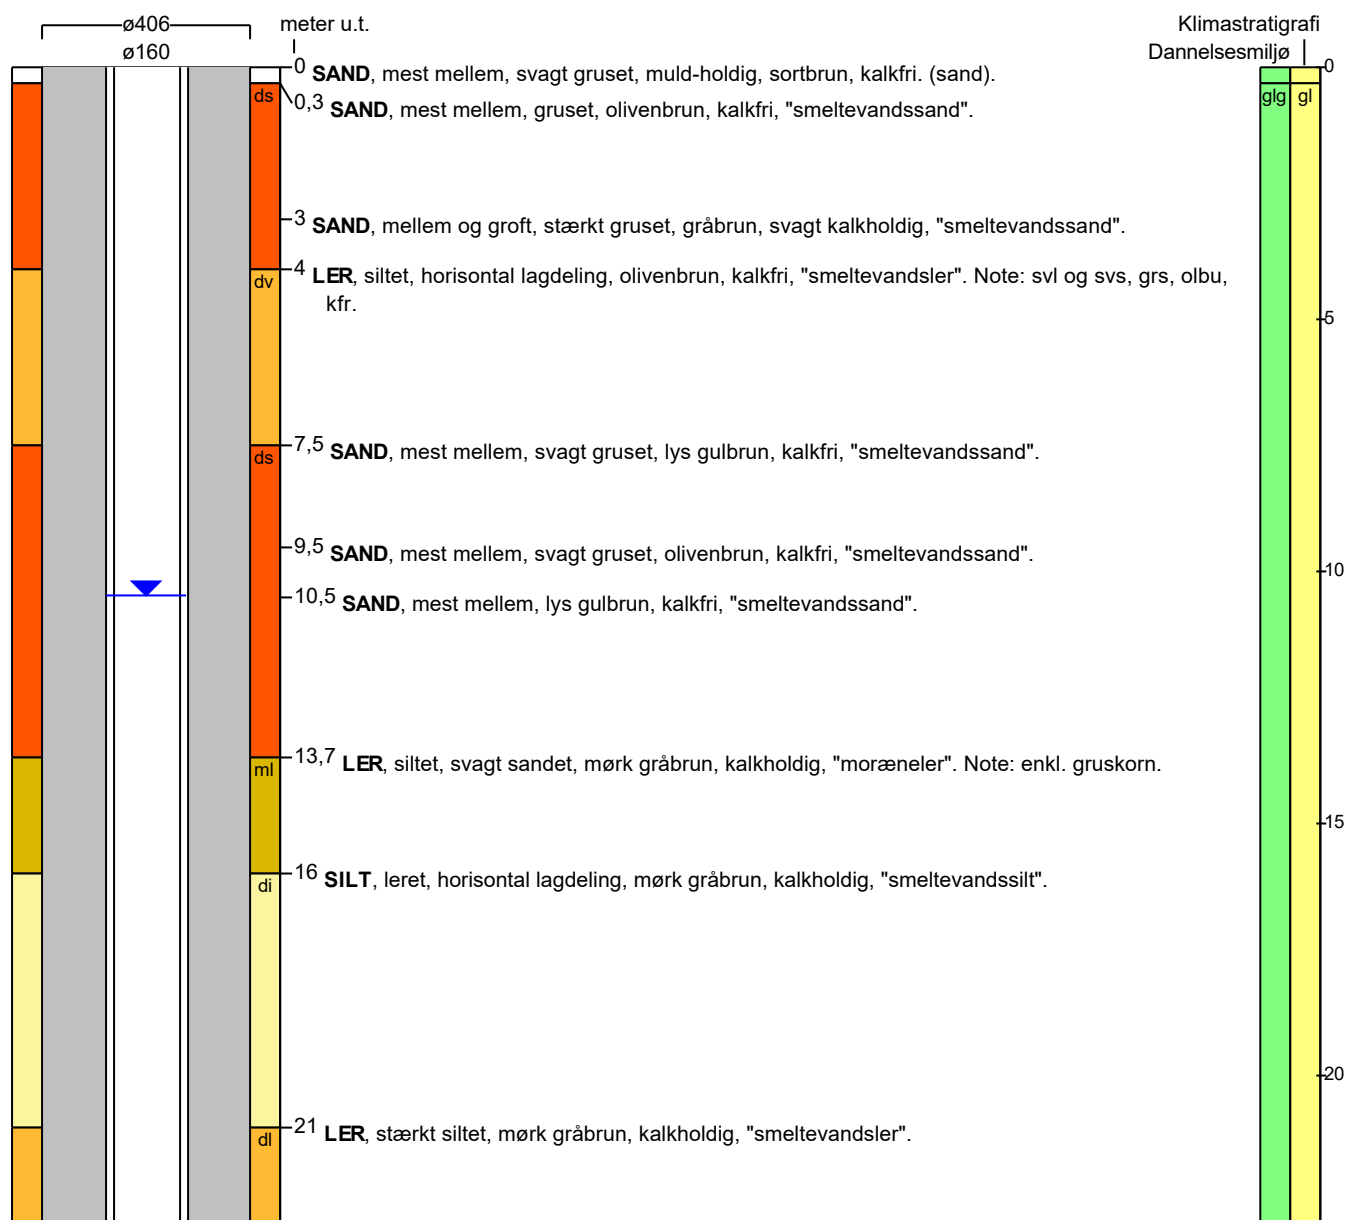 ø406
meter u.t.
Klimastratigrafi
ø160
Dannelsesmiljø
0
SAND, mest mellem, svagt gruset, muld-holdig, sortbrun, kalkfri. (sand).
0
ds
0,3
SAND, mest mellem, gruset, olivenbrun, kalkfri, "smeltevandssand".
glg
gl
3
SAND, mellem og groft, stærkt gruset, gråbrun, svagt kalkholdig, "smeltevandssand".
dv
4
LER, siltet, horisontal lagdeling, olivenbrun, kalkfri, "smeltevandsler". Note: svl og svs, grs, olbu,
kfr.
5
ds
7,5
SAND, mest mellem, svagt gruset, lys gulbrun, kalkfri, "smeltevandssand".
9,5
SAND, mest mellem, svagt gruset, olivenbrun, kalkfri, "smeltevandssand".
10
10,5
SAND, mest mellem, lys gulbrun, kalkfri, "smeltevandssand".
ml
13,7
LER, siltet, svagt sandet, mørk gråbrun, kalkholdig, "moræneler". Note: enkl. gruskorn.
15
di
16
SILT, leret, horisontal lagdeling, mørk gråbrun, kalkholdig, "smeltevandssilt".
20
dl
21
LER, stærkt siltet, mørk gråbrun, kalkholdig, "smeltevandsler".